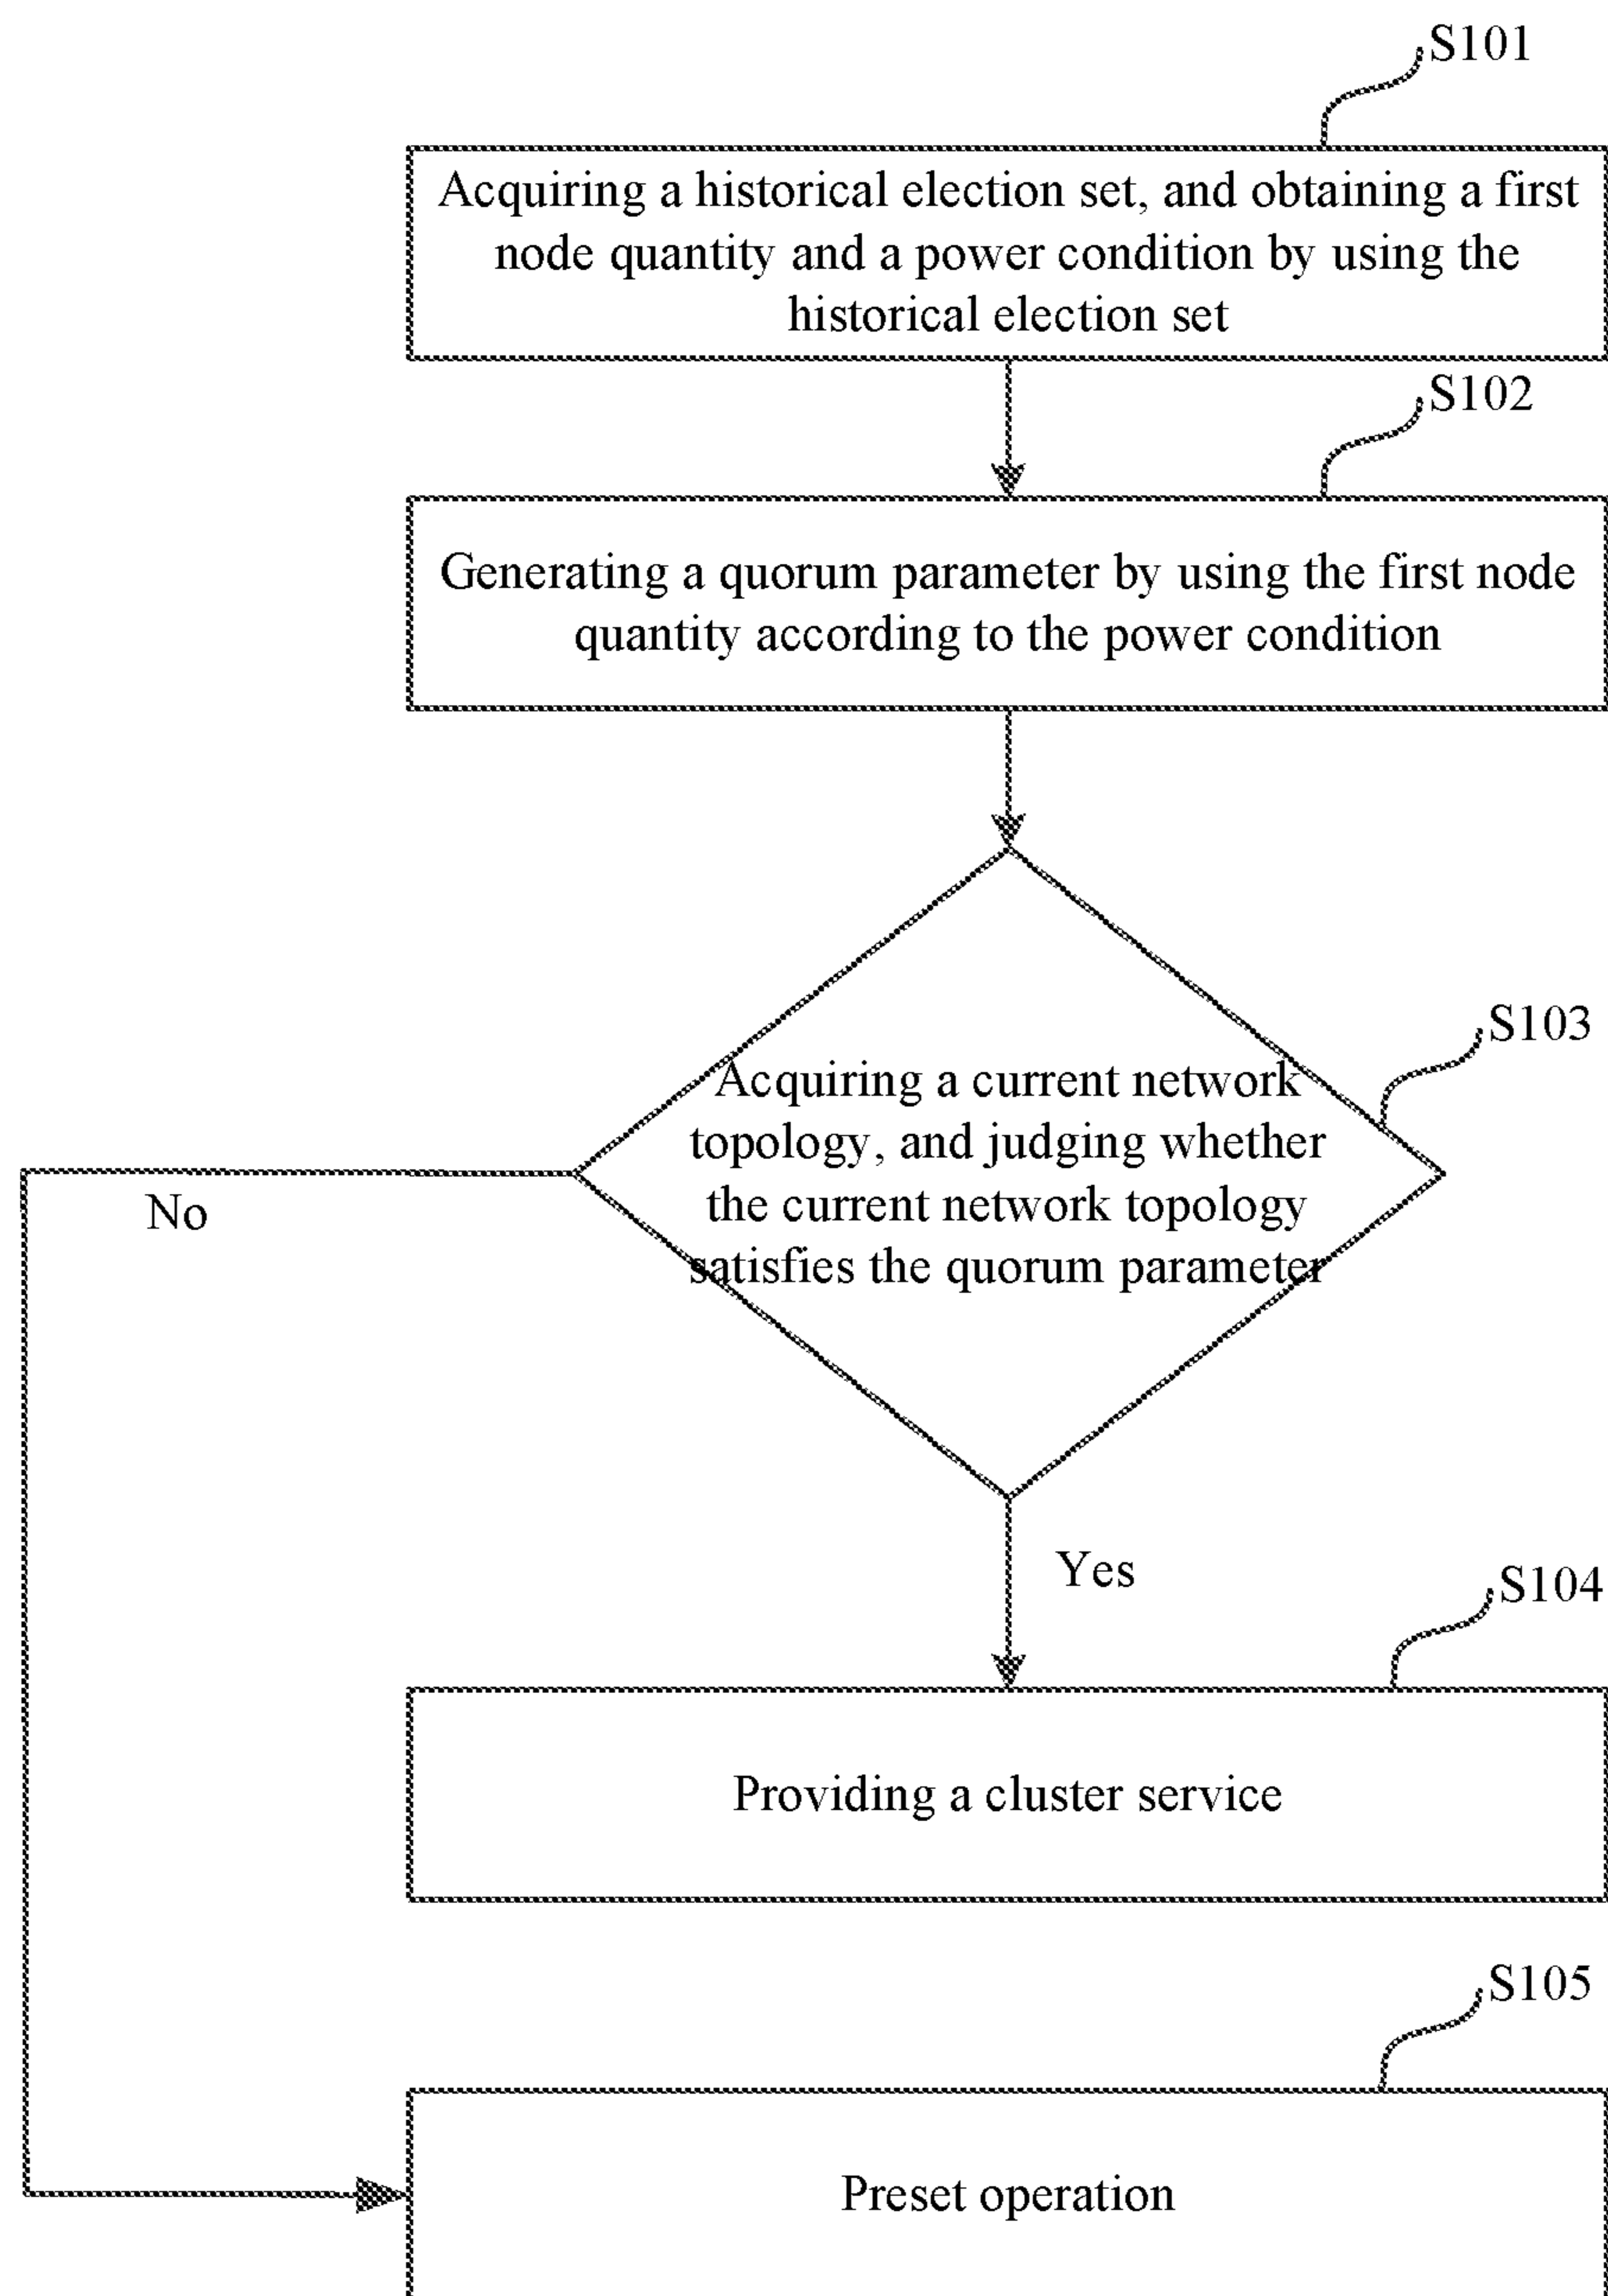 S101
Acquiring a historical election set, and obtaining a first
node quantity and a power condition by using the
historical election set
S102
Generating a quorum parameter by using the first node
quantity according to the power condition
S103
Acquiring a current network
topology, and judging whether
the current network topology
satisfies the quorum parameter
No
Yes
S104
Providing a cluster service
S105
Preset operation